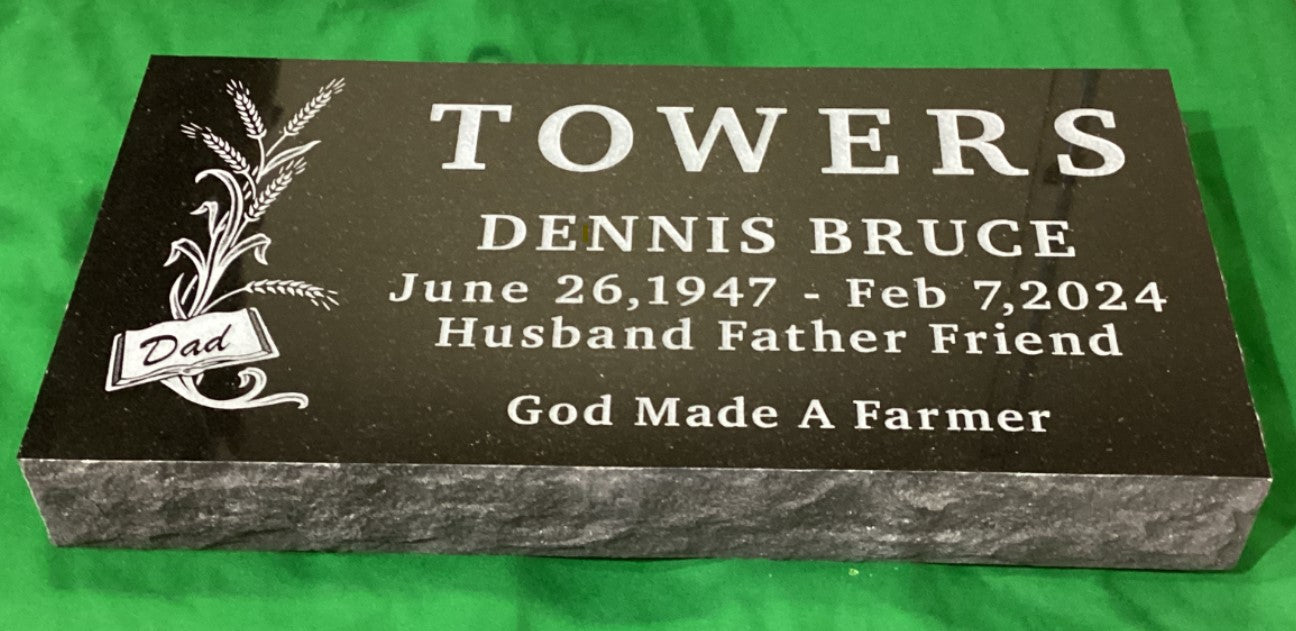 TOWERS
DENNIS BRUCE
June 26,1947 - Feb 7,2024
Husband Father Friend
God Made A Farmer
Dad